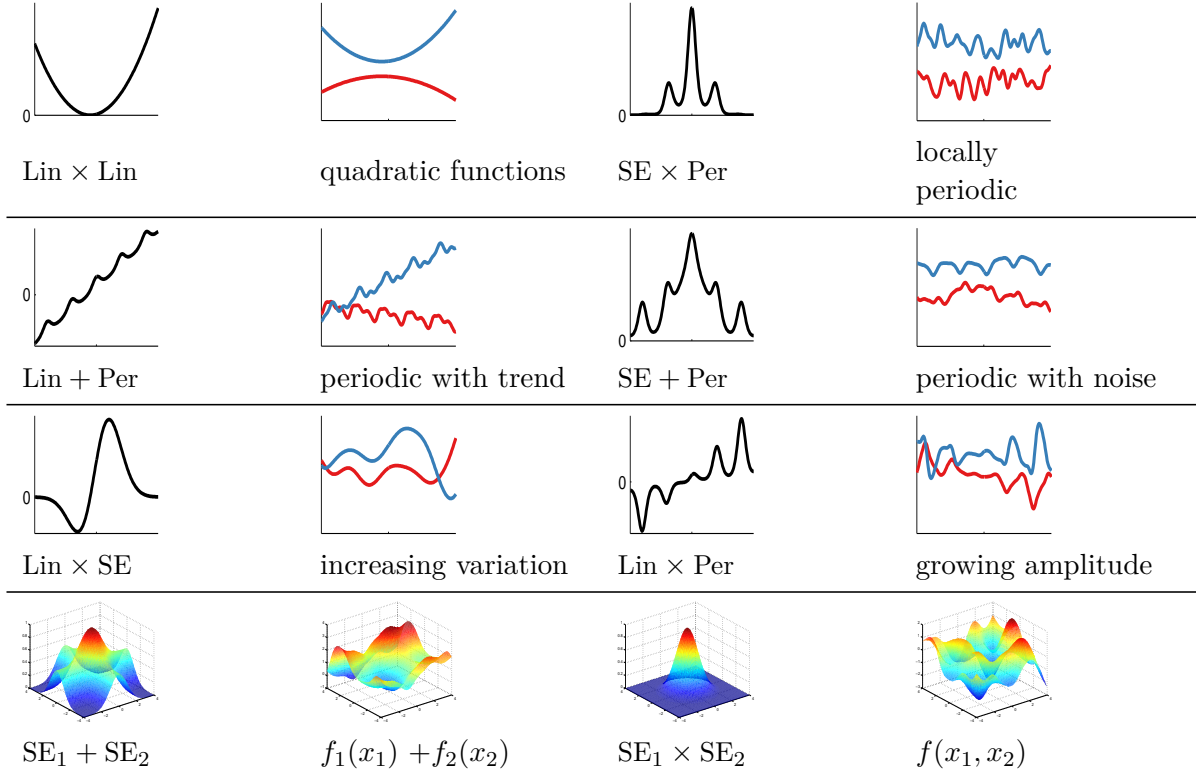 0
Lin × Lin
quadratic functions
SE × Per
locally
periodic
0
Lin + Per
periodic with trend
0
SE + Per
periodic with noise
0
Lin × SE
increasing variation
0
Lin × Per
growing amplitude
SE₁ + SE₂
f₁(x₁) +f₂(x₂)
SE₁ × SE₂
f(x₁, x₂)